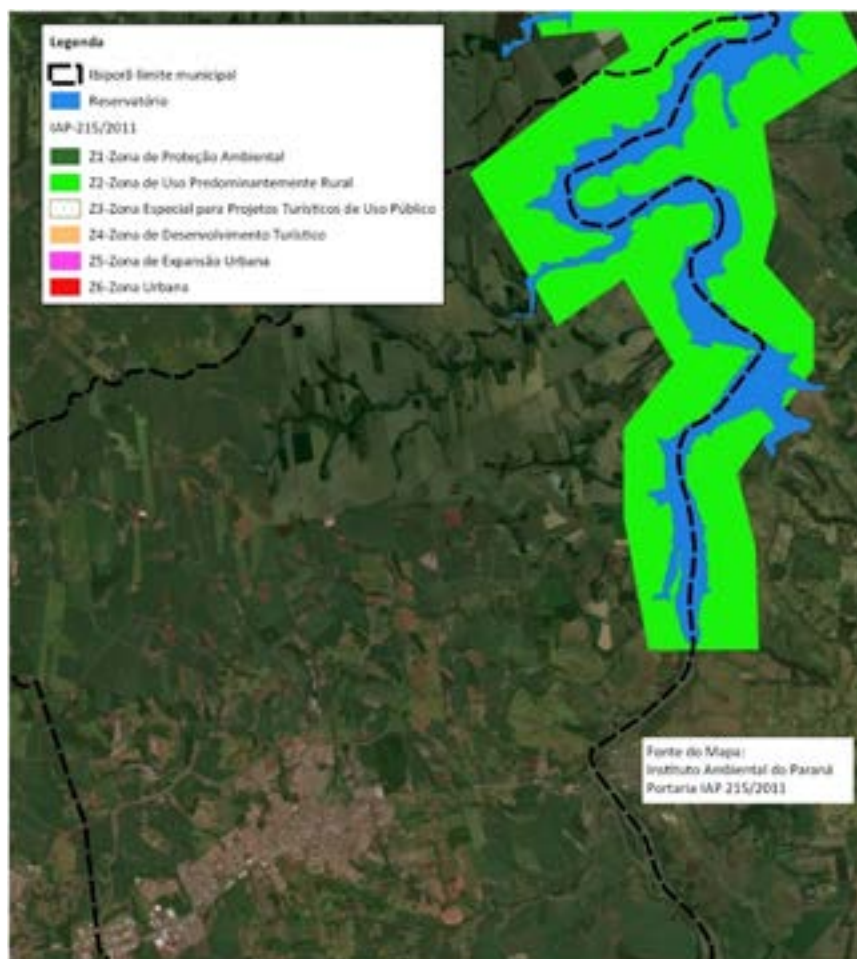 Legenda
Ibiporã limite municipal
Reservatório
IAP-215/2011
Z1-Zona de Proteção Ambiental
Z2-Zona de Uso Predominantemente Rural
Z3-Zona Especial para Projetos Turísticos de Uso Público
Z4-Zona de Desenvolvimento Turístico
Z5-Zona de Expansão Urbana
Z6-Zona Urbana
Fonte do Mapa:
Instituto Ambiental do Paraná
Portaria IAP 215/2011